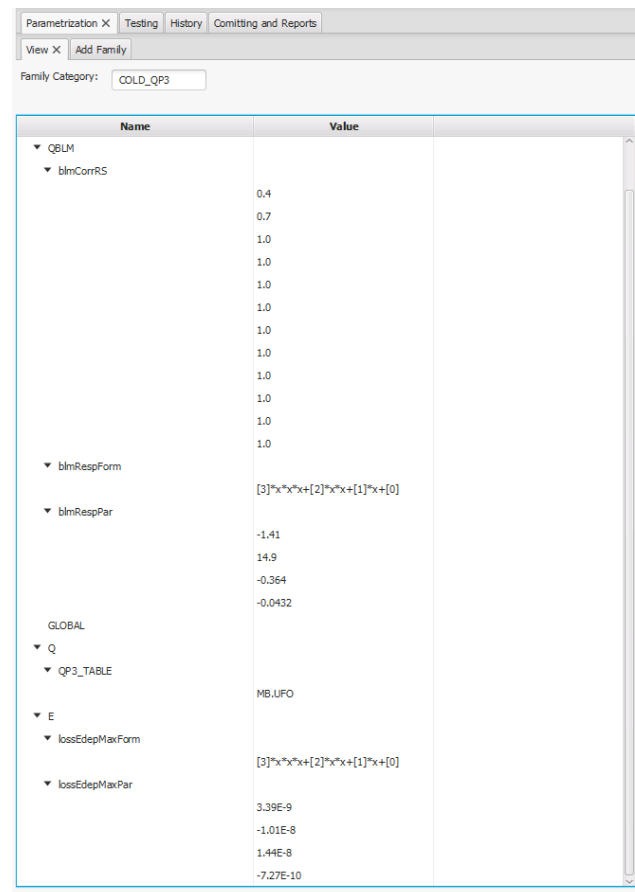 Parametrization X Testing History Comitting and Reports
View X Add Family
Family Category: COLD_QP3
Name Value
QBLM
blmCorrRS
0.4
0.7
1.0
1.0
1.0
1.0
1.0
1.0
1.0
1.0
1.0
1.0
blmRespForm
[3]*x*x*x+[2]*x*x+[1]*x+[0]
blmRespPar
-1.41
14.9
-0.364
-0.0432
GLOBAL
Q
QP3_TABLE
MB.UFO
E
lossEdepMaxForm
[3]*x*x*x+[2]*x*x+[1]*x+[0]
lossEdepMaxPar
3.39E-9
-1.01E-8
1.44E-8
-7.27E-10